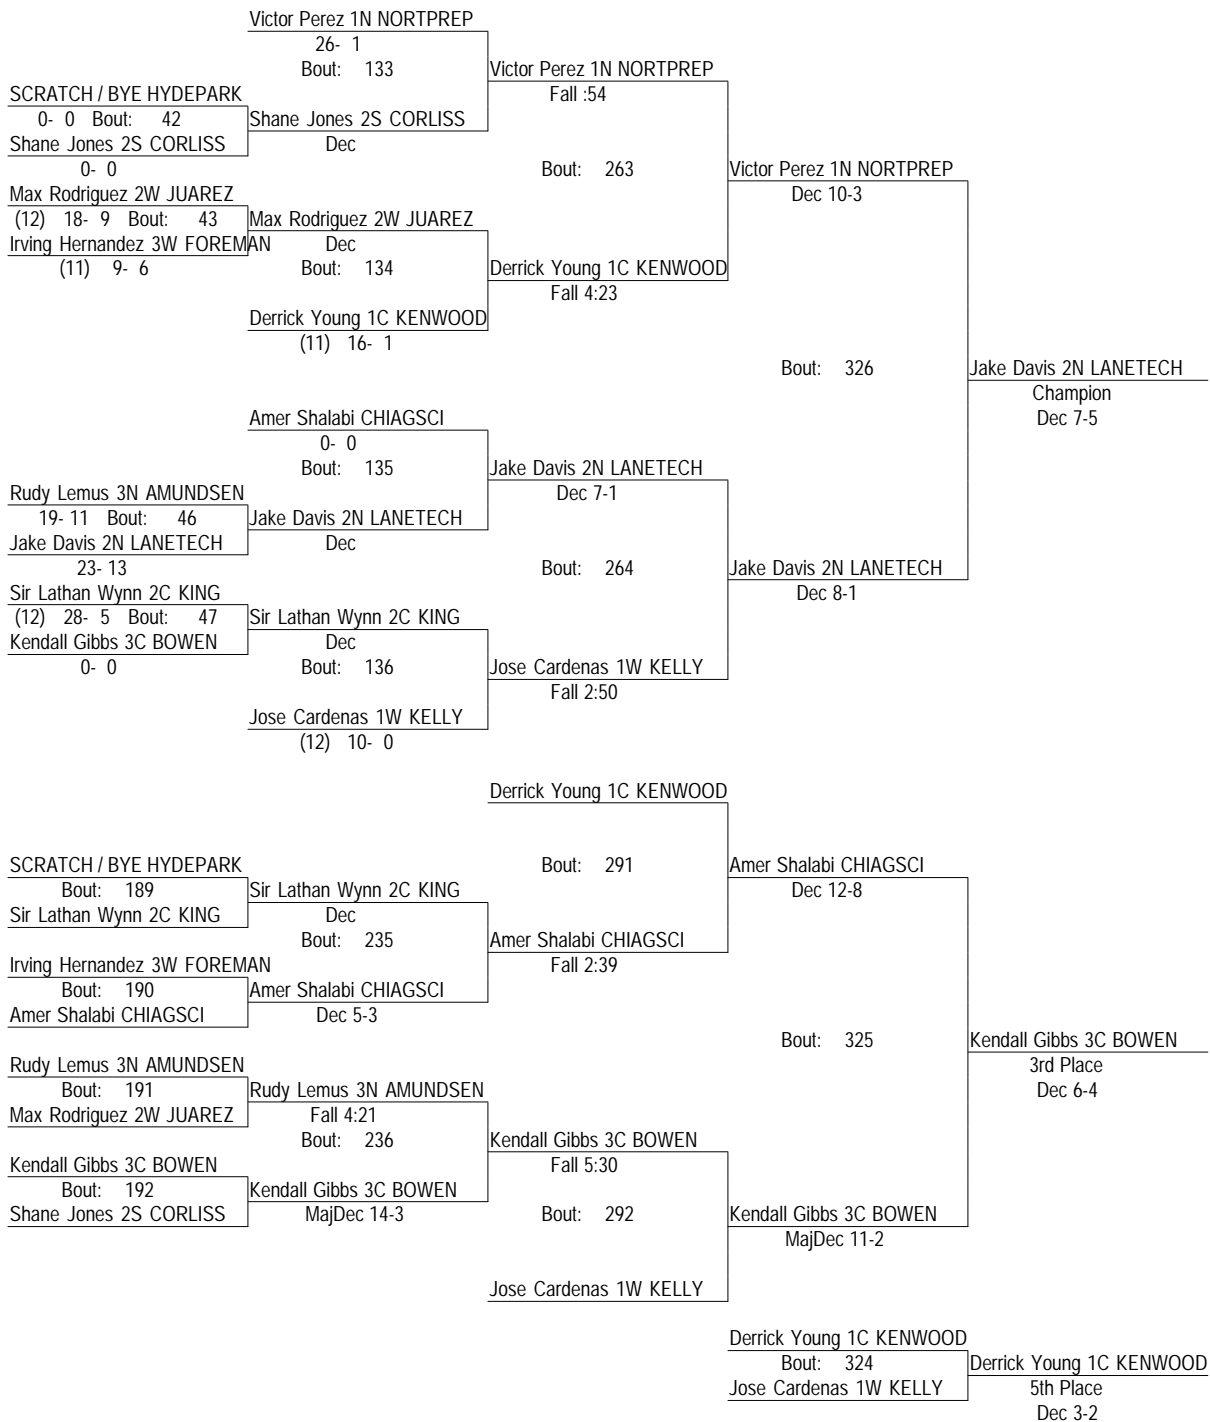 Victor Perez 1N NORTPREP
26- 1
Bout: 133
Victor Perez 1N NORTPREP
Fall :54
SCRATCH / BYE HYDEPARK
0- 0 Bout: 42
Shane Jones 2S CORLISS
Dec
Shane Jones 2S CORLISS
0- 0
Bout: 263
Victor Perez 1N NORTPREP
Dec 10-3
Max Rodriguez 2W JUAREZ
(12) 18- 9 Bout: 43
Max Rodriguez 2W JUAREZ
Dec
Irving Hernandez 3W FOREMAN
(11) 9- 6
Bout: 134
Derrick Young 1C KENWOOD
Fall 4:23
Derrick Young 1C KENWOOD
(11) 16- 1
Bout: 326
Jake Davis 2N LANETECH
Champion
Dec 7-5
Amer Shalabi CHIAGSCI
0- 0
Bout: 135
Jake Davis 2N LANETECH
Dec 7-1
Rudy Lemus 3N AMUNDSEN
19- 11 Bout: 46
Jake Davis 2N LANETECH
Dec
Jake Davis 2N LANETECH
23- 13
Bout: 264
Jake Davis 2N LANETECH
Dec 8-1
Sir Lathan Wynn 2C KING
(12) 28- 5 Bout: 47
Sir Lathan Wynn 2C KING
Dec
Kendall Gibbs 3C BOWEN
0- 0
Bout: 136
Jose Cardenas 1W KELLY
Fall 2:50
Jose Cardenas 1W KELLY
(12) 10- 0
Derrick Young 1C KENWOOD
Bout: 291
Amer Shalabi CHIAGSCI
Dec 12-8
SCRATCH / BYE HYDEPARK
Bout: 189
Sir Lathan Wynn 2C KING
Dec
Sir Lathan Wynn 2C KING
Bout: 235
Amer Shalabi CHIAGSCI
Fall 2:39
Irving Hernandez 3W FOREMAN
Bout: 190
Amer Shalabi CHIAGSCI
Dec 5-3
Amer Shalabi CHIAGSCI
Bout: 325
Kendall Gibbs 3C BOWEN
3rd Place
Dec 6-4
Rudy Lemus 3N AMUNDSEN
Bout: 191
Rudy Lemus 3N AMUNDSEN
Fall 4:21
Max Rodriguez 2W JUAREZ
Bout: 236
Kendall Gibbs 3C BOWEN
Fall 5:30
Kendall Gibbs 3C BOWEN
Bout: 192
Kendall Gibbs 3C BOWEN
MajDec 14-3
Shane Jones 2S CORLISS
Bout: 292
Kendall Gibbs 3C BOWEN
MajDec 11-2
Jose Cardenas 1W KELLY
Derrick Young 1C KENWOOD
Bout: 324
Derrick Young 1C KENWOOD
5th Place
Dec 3-2
Jose Cardenas 1W KELLY